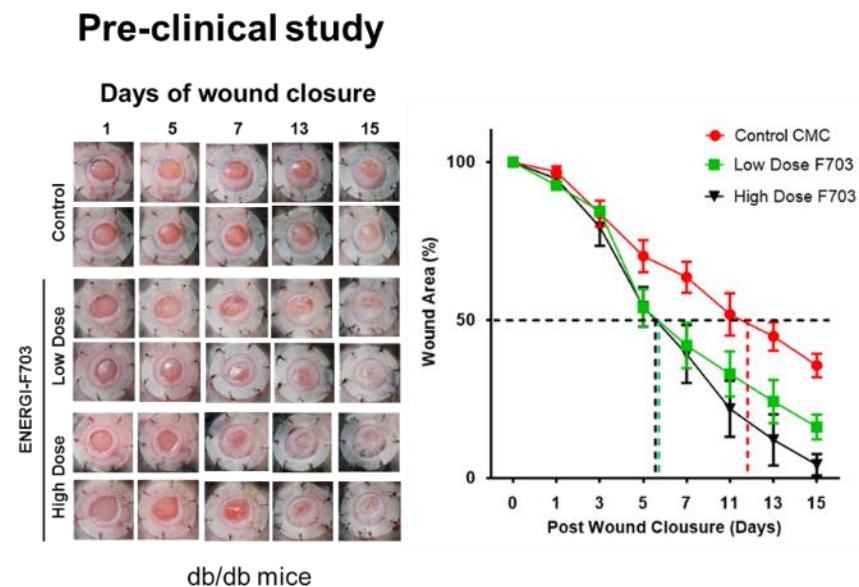 Pre-clinical study
Days of wound closure
1 5 7 13 15
Control
ENERGI-F703
Low Dose
High Dose
db/db mice
Control CMC
Low Dose F703
High Dose F703
Wound Area (%)
100
50
0
0 1 3 5 7 11 13 15
Post Wound Clousure (Days)